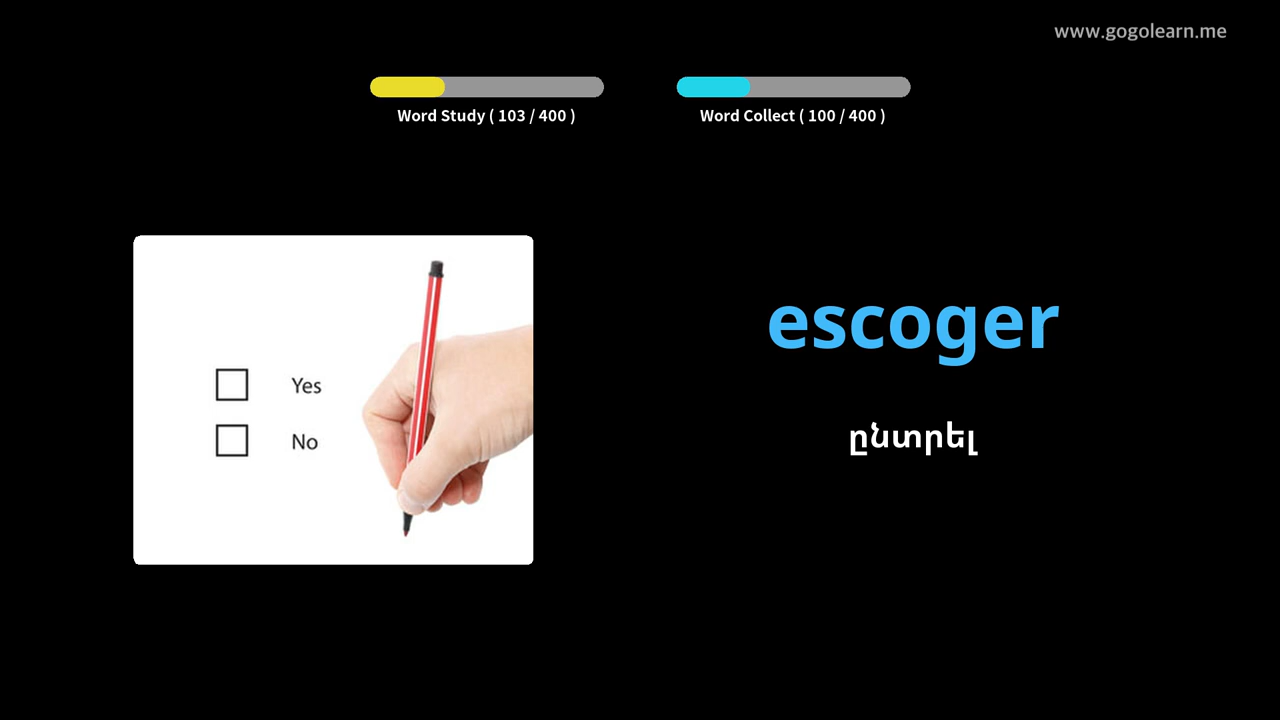 www.gogolearn.me
Word Study ( 103 / 400 )
Word Collect ( 100 / 400 )
Yes
No
escoger
ընտրել